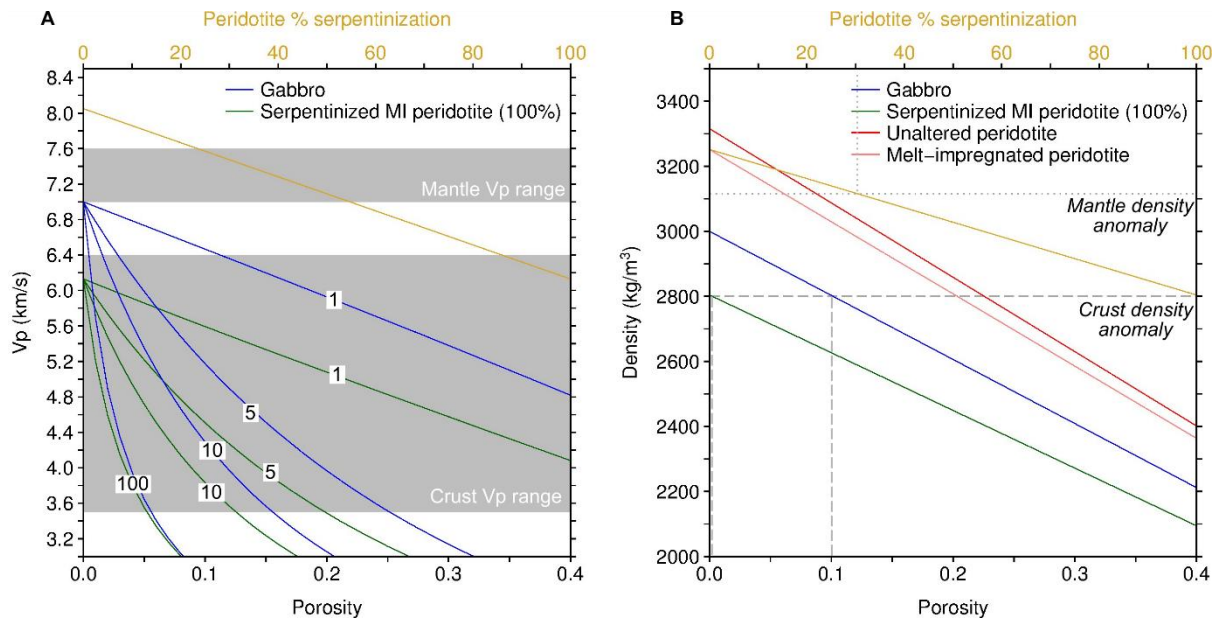 A
Peridotite % serpentinization
0 20 40 60 80 100
8.4
8.0
7.6
7.2
6.8
6.4
6.0
5.6
5.2
4.8
4.4
4.0
3.6
3.2
Vp (km/s)
Gabbro
Serpentinized MI peridotite (100%)
Mantle Vp range
1
1
5
10
5
100
10
Crust Vp range
0.0 0.1 0.2 0.3 0.4
Porosity
B
Peridotite % serpentinization
0 20 40 60 80 100
3400
3200
3000
2800
2600
2400
2200
2000
Density (kg/m³)
Gabbro
Serpentinized MI peridotite (100%)
Unaltered peridotite
Melt-impregnated peridotite
Mantle density
anomaly
Crust density
anomaly
0.0 0.1 0.2 0.3 0.4
Porosity